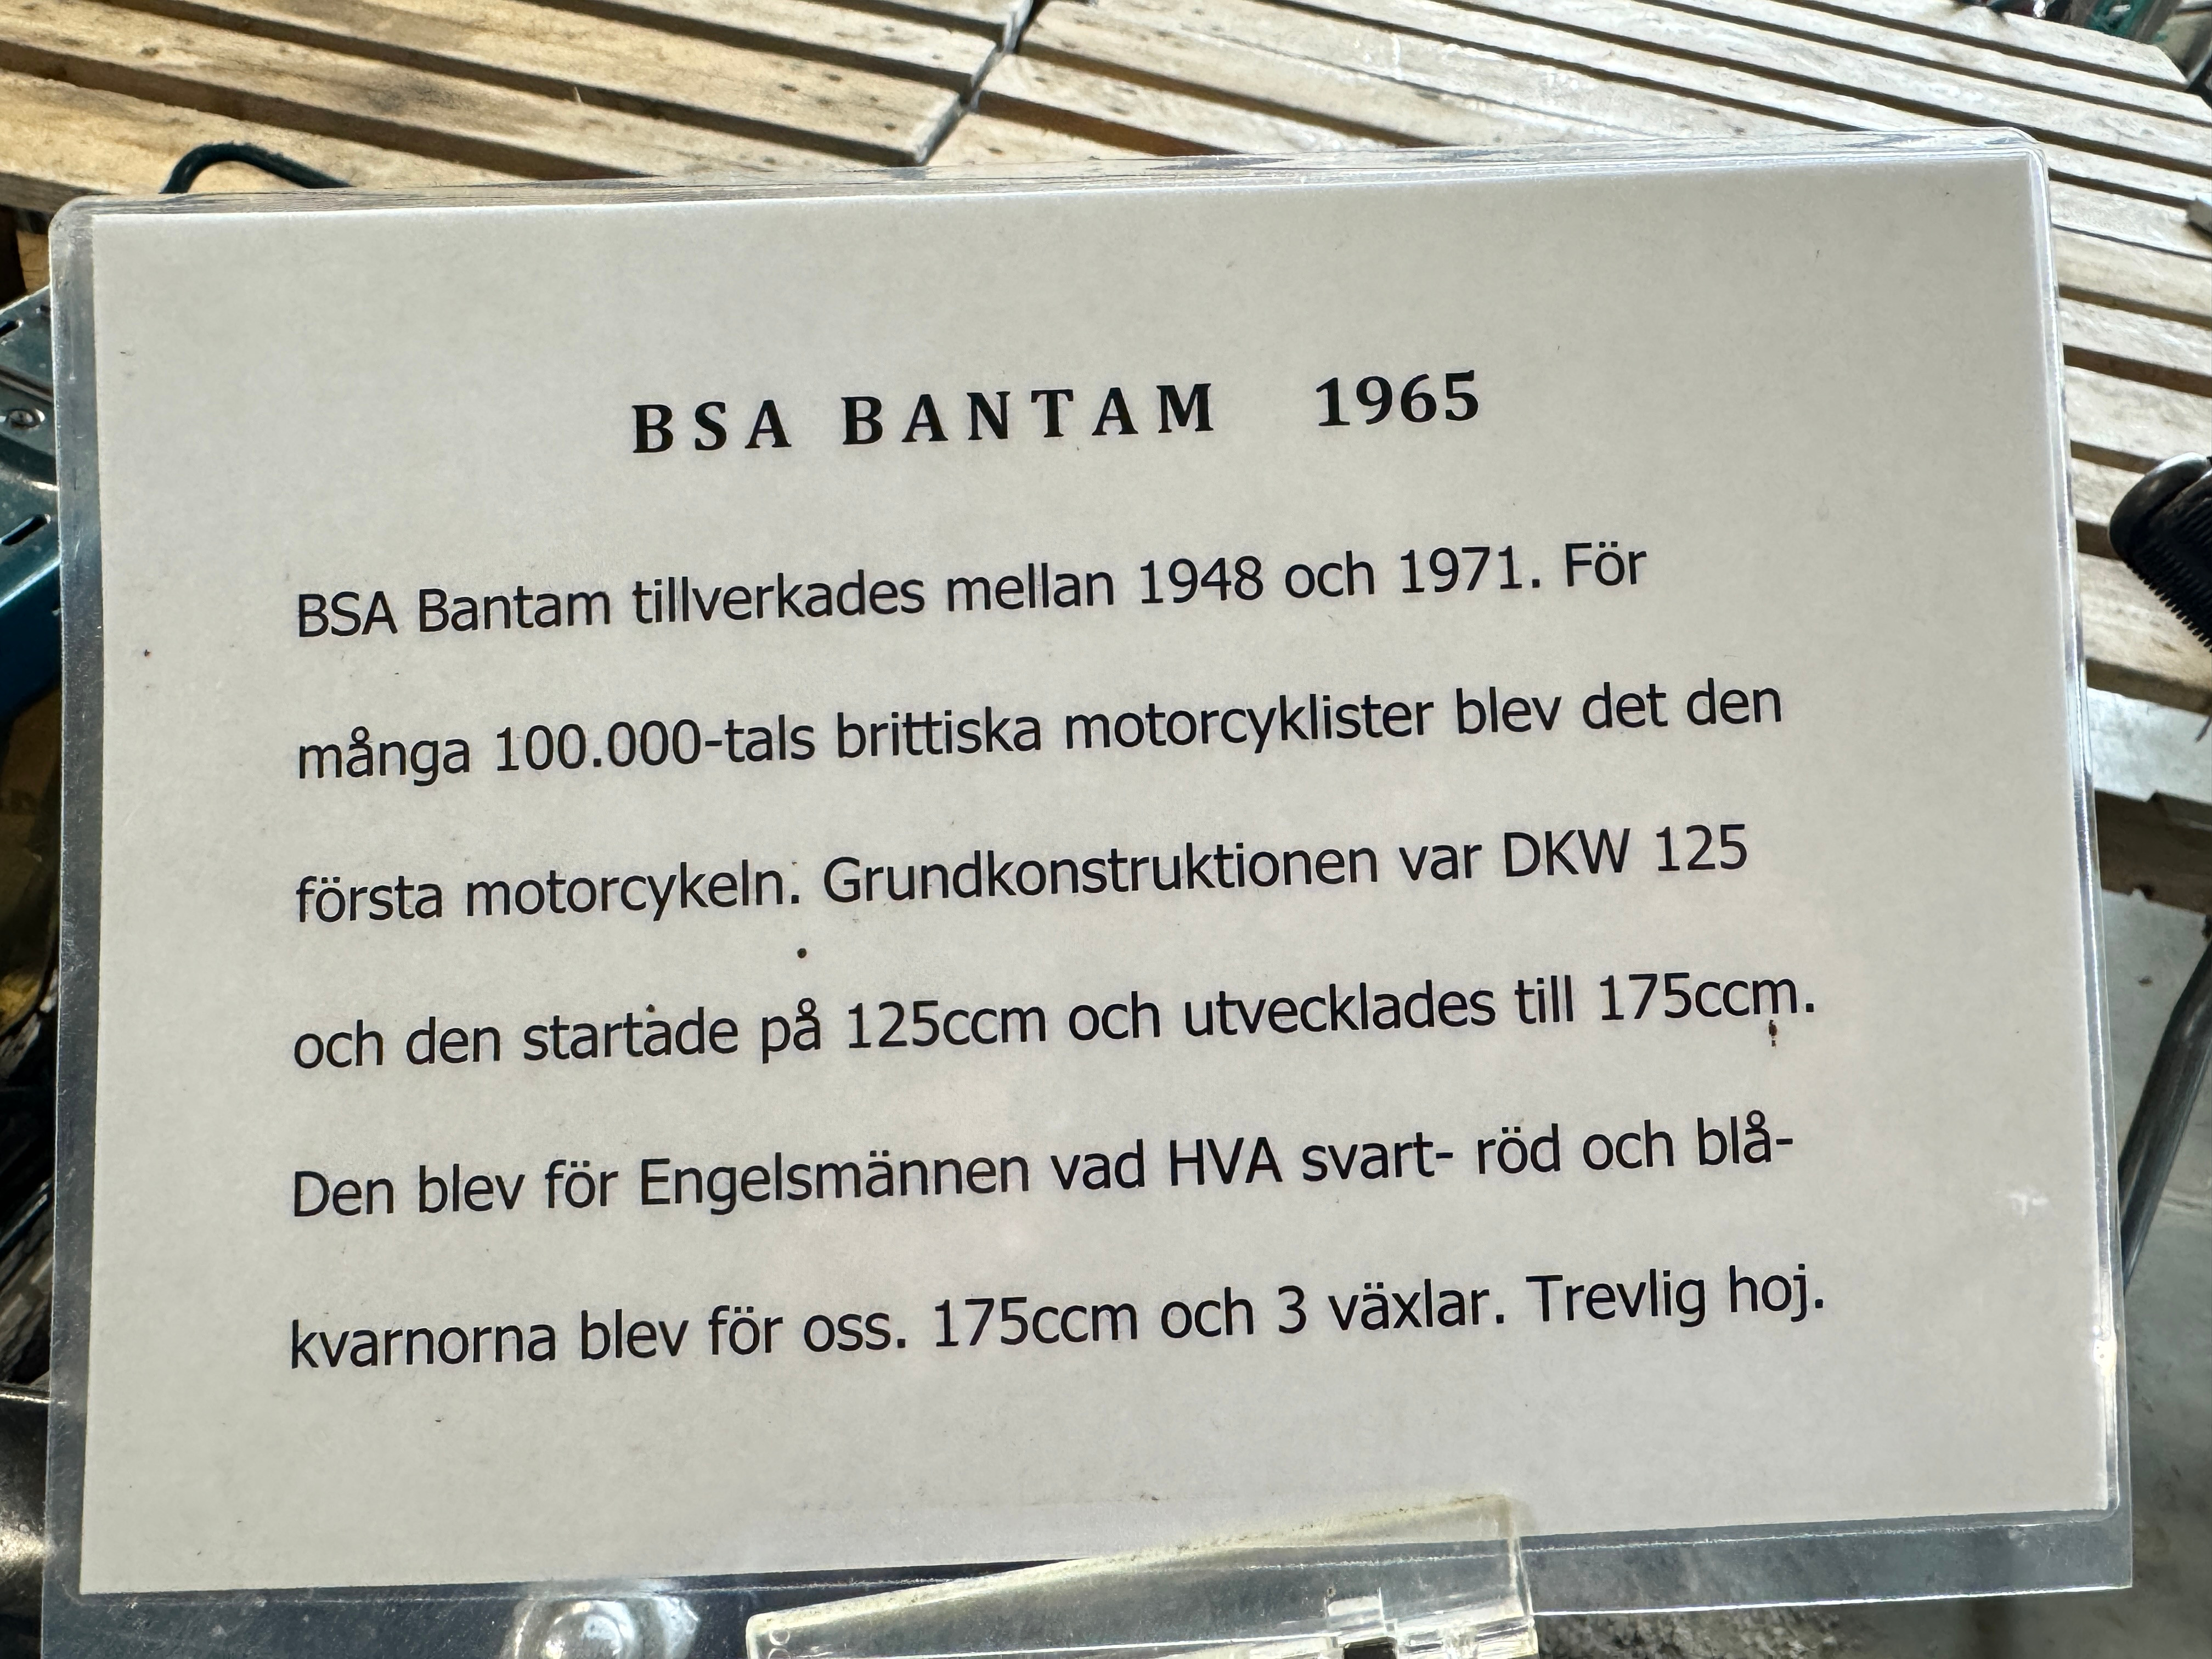 BSA BANTAM 1965
BSA Bantam tillverkades mellan 1948 och 1971. För
många 100.000-tals brittiska motorcyklister blev det den
första motorcykeln. Grundkonstruktionen var DKW 125
och den startade på 125ccm och utvecklades till 175ccm.
Den blev för Engelsmännen vad HVA svart- röd och blå-
kvarnorna blev för oss. 175ccm och 3 växlar. Trevlig hoj.